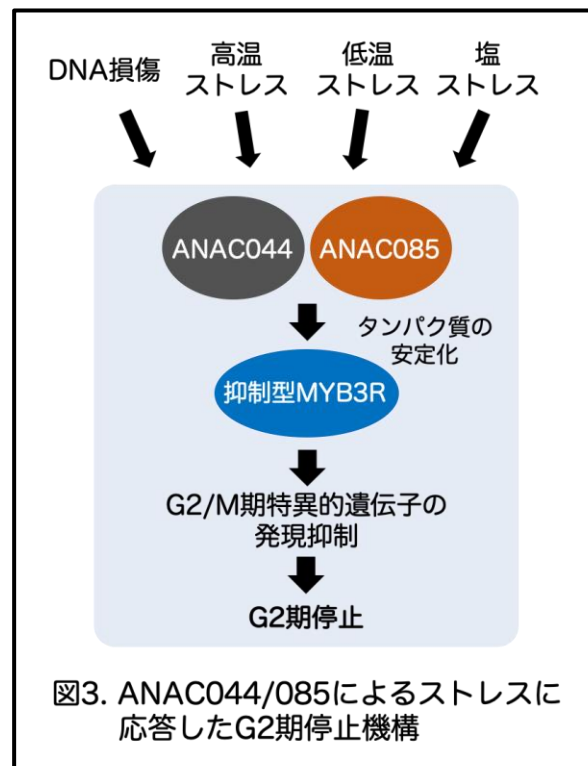 DNA損傷
高温
ストレス
低温
ストレス
塩
ストレス
ANAC044
ANAC085
タンパク質の
安定化
抑制型MYB3R
G2/M期特異的遺伝子の
発現抑制
G2期停止
図3. ANAC044/085によるストレスに
応答したG2期停止機構